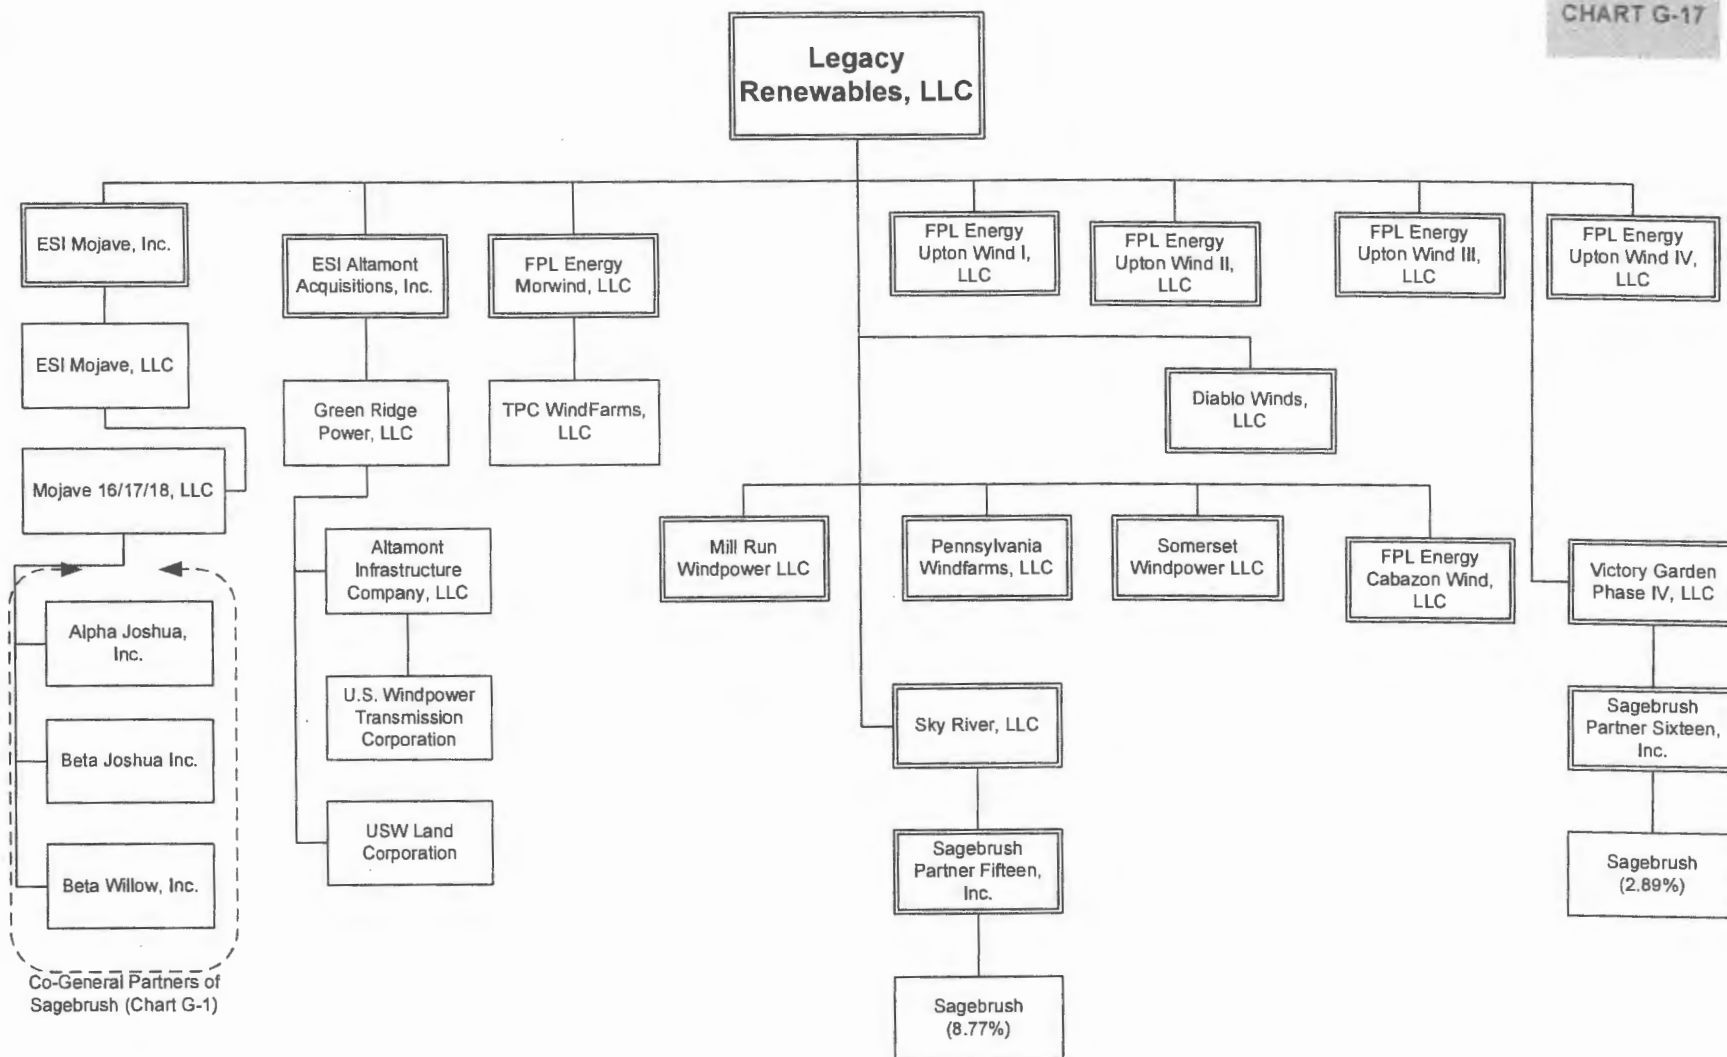 CHART G-17
Legacy
Renewables, LLC
ESI Mojave, Inc.
ESI Altamont
Acquisitions, Inc.
FPL Energy
Morwind, LLC
FPL Energy
Upton Wind I,
LLC
FPL Energy
Upton Wind II,
LLC
FPL Energy
Upton Wind III,
LLC
FPL Energy
Upton Wind IV,
LLC
ESI Mojave, LLC
Green Ridge
Power, LLC
TPC WindFarms,
LLC
Diablo Winds,
LLC
Mojave 16/17/18, LLC
Altamont
Infrastructure
Company, LLC
Mill Run
Windpower LLC
Pennsylvania
Windfarms, LLC
Somerset
Windpower LLC
FPL Energy
Cabazon Wind,
LLC
Victory Garden
Phase IV, LLC
Alpha Joshua,
Inc.
U.S. Windpower
Transmission
Corporation
Sky River, LLC
Sagebrush
Partner Sixteen,
Inc.
Beta Joshua Inc.
USW Land
Corporation
Sagebrush
Partner Fifteen,
Inc.
Sagebrush
(2.89%)
Beta Willow, Inc.
Co-General Partners of
Sagebrush (Chart G-1)
Sagebrush
(8.77%)